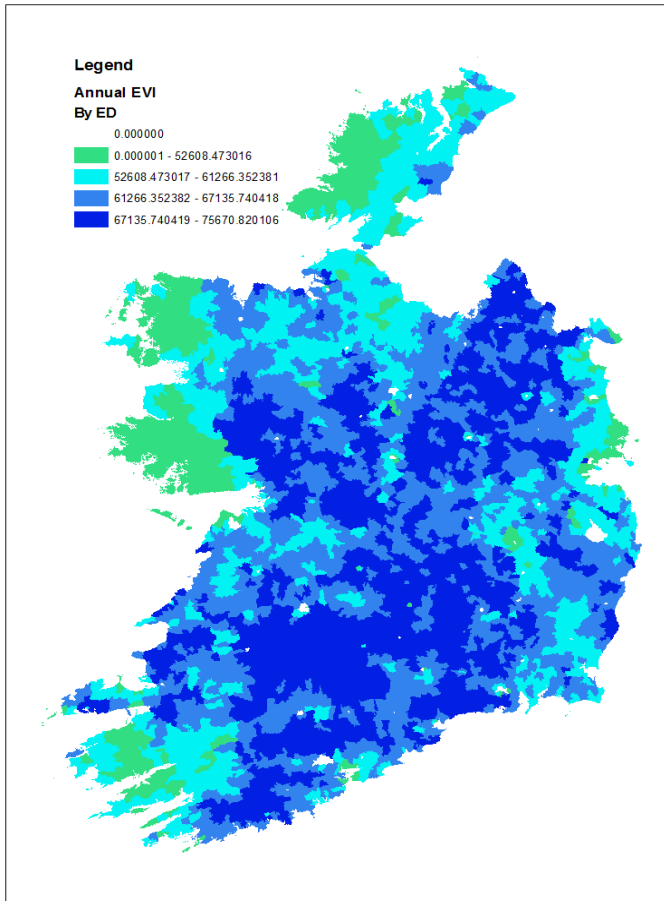 Legend
Annual EVI
By ED
0.000000
0.000001 - 52608.473016
52608.473017 - 61266.352381
61266.352382 - 67135.740418
67135.740419 - 75670.820106